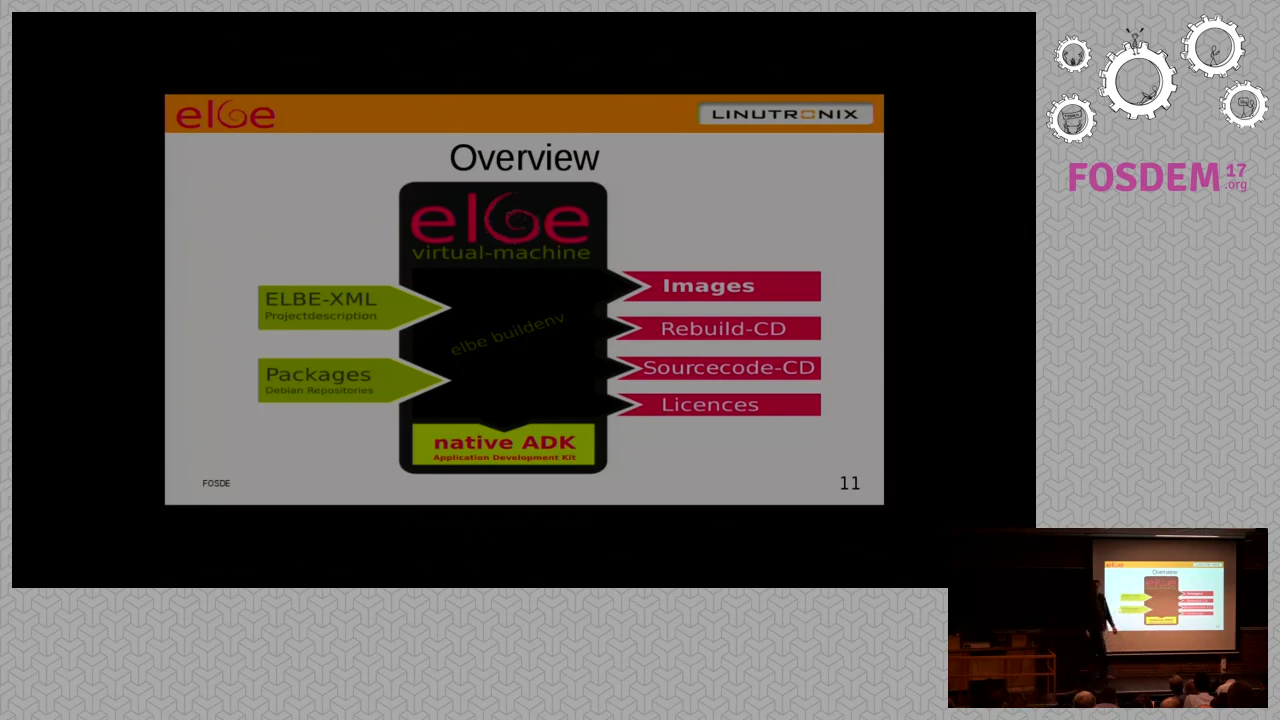 elbe
LINUTRONIX
Overview
elbe
virtual-machine
ELBE-XML
Projectdescription
Packages
Debian Repositories
elbe buildenv
Images
Rebuild-CD
Sourcecode-CD
Licences
native ADK
Application Development Kit
FOSDE
11
FOSDEM 17
.org
Overview